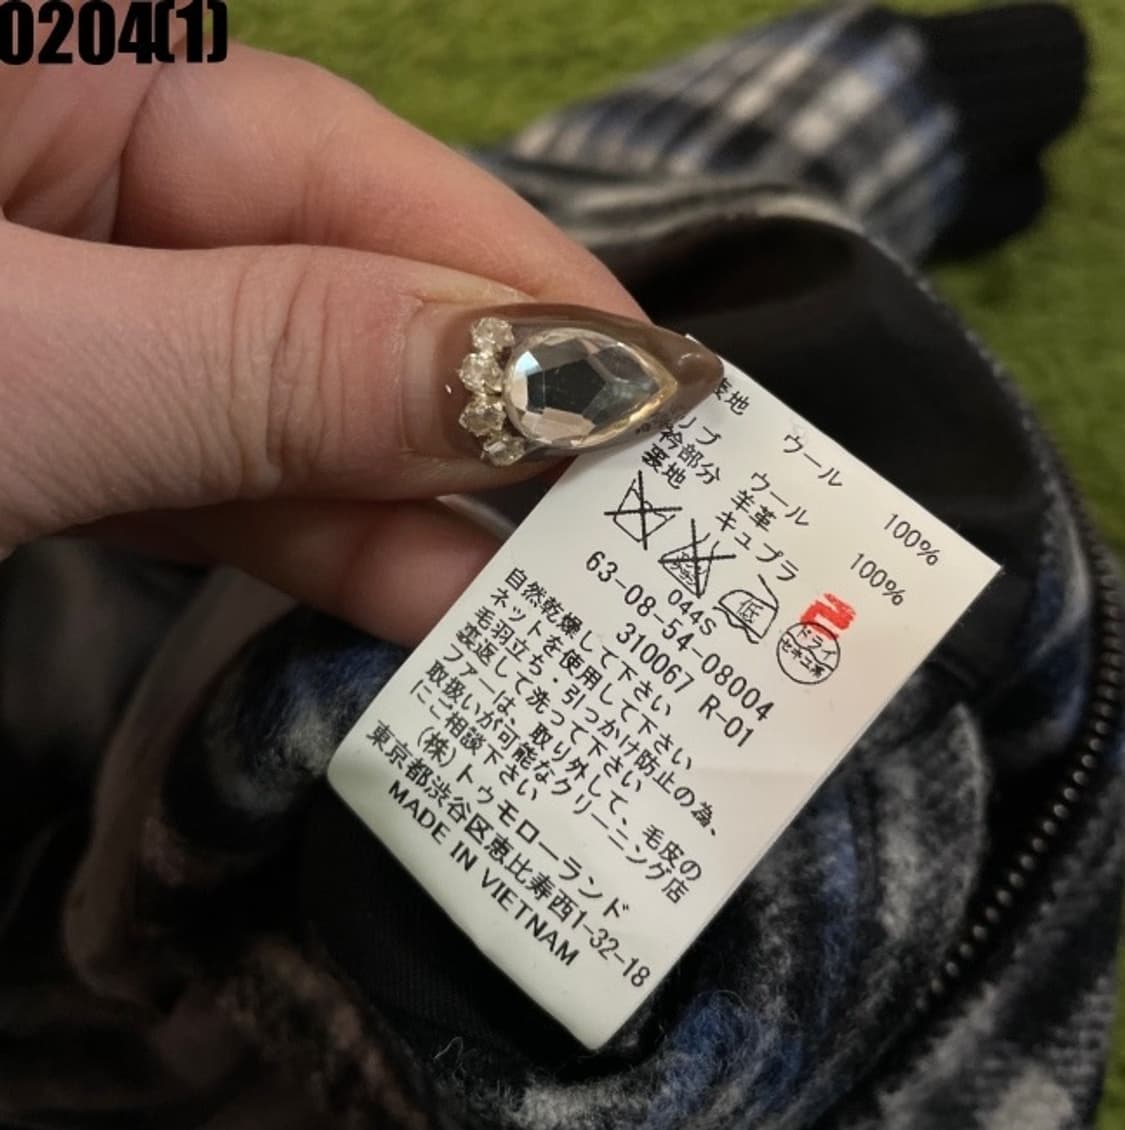 0204(1)
表地 ウール 100%
リブ ウール 100%
衿部分 羊革
裏地 キュプラ
低
ドライ
セキユ系
044S
63-08-54-08004
310067 R-01
自然乾燥して下さい
ネットを使用して下さい
毛羽立ち・引っかけ防止の為、
裏返して洗って下さい
ファーは、取り外して、毛皮の
取扱いが可能なクリーニング店
にご相談下さい
(株)トゥモローランド
東京都渋谷区恵比寿西1-32-18
MADE IN VIETNAM